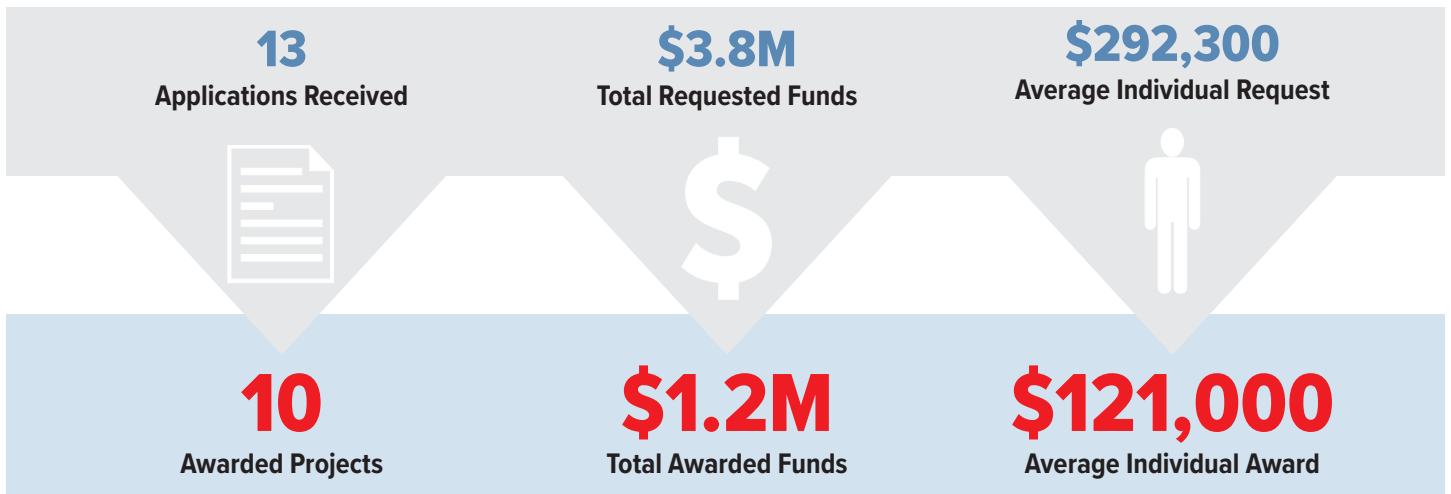 13
Applications Received
$3.8M
Total Requested Funds
$292,300
Average Individual Request
10
Awarded Projects
$1.2M
Total Awarded Funds
$121,000
Average Individual Award